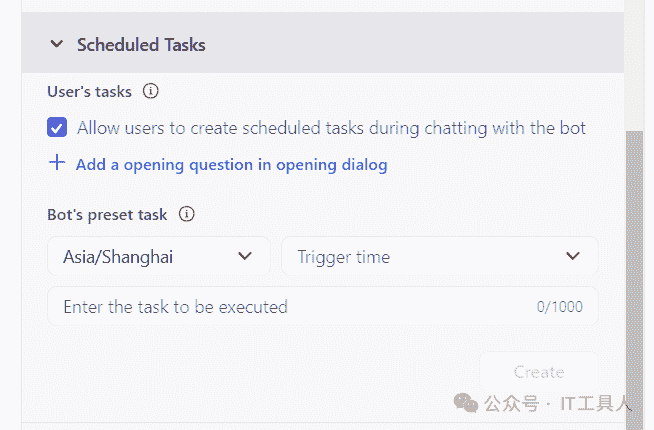 Scheduled Tasks
User's tasks
Allow users to create scheduled tasks during chatting with the bot
+ Add a opening question in opening dialog
Bot's preset task
Asia/Shanghai Trigger time
Enter the task to be executed 0/1000
Create
公众号 · IT工具人